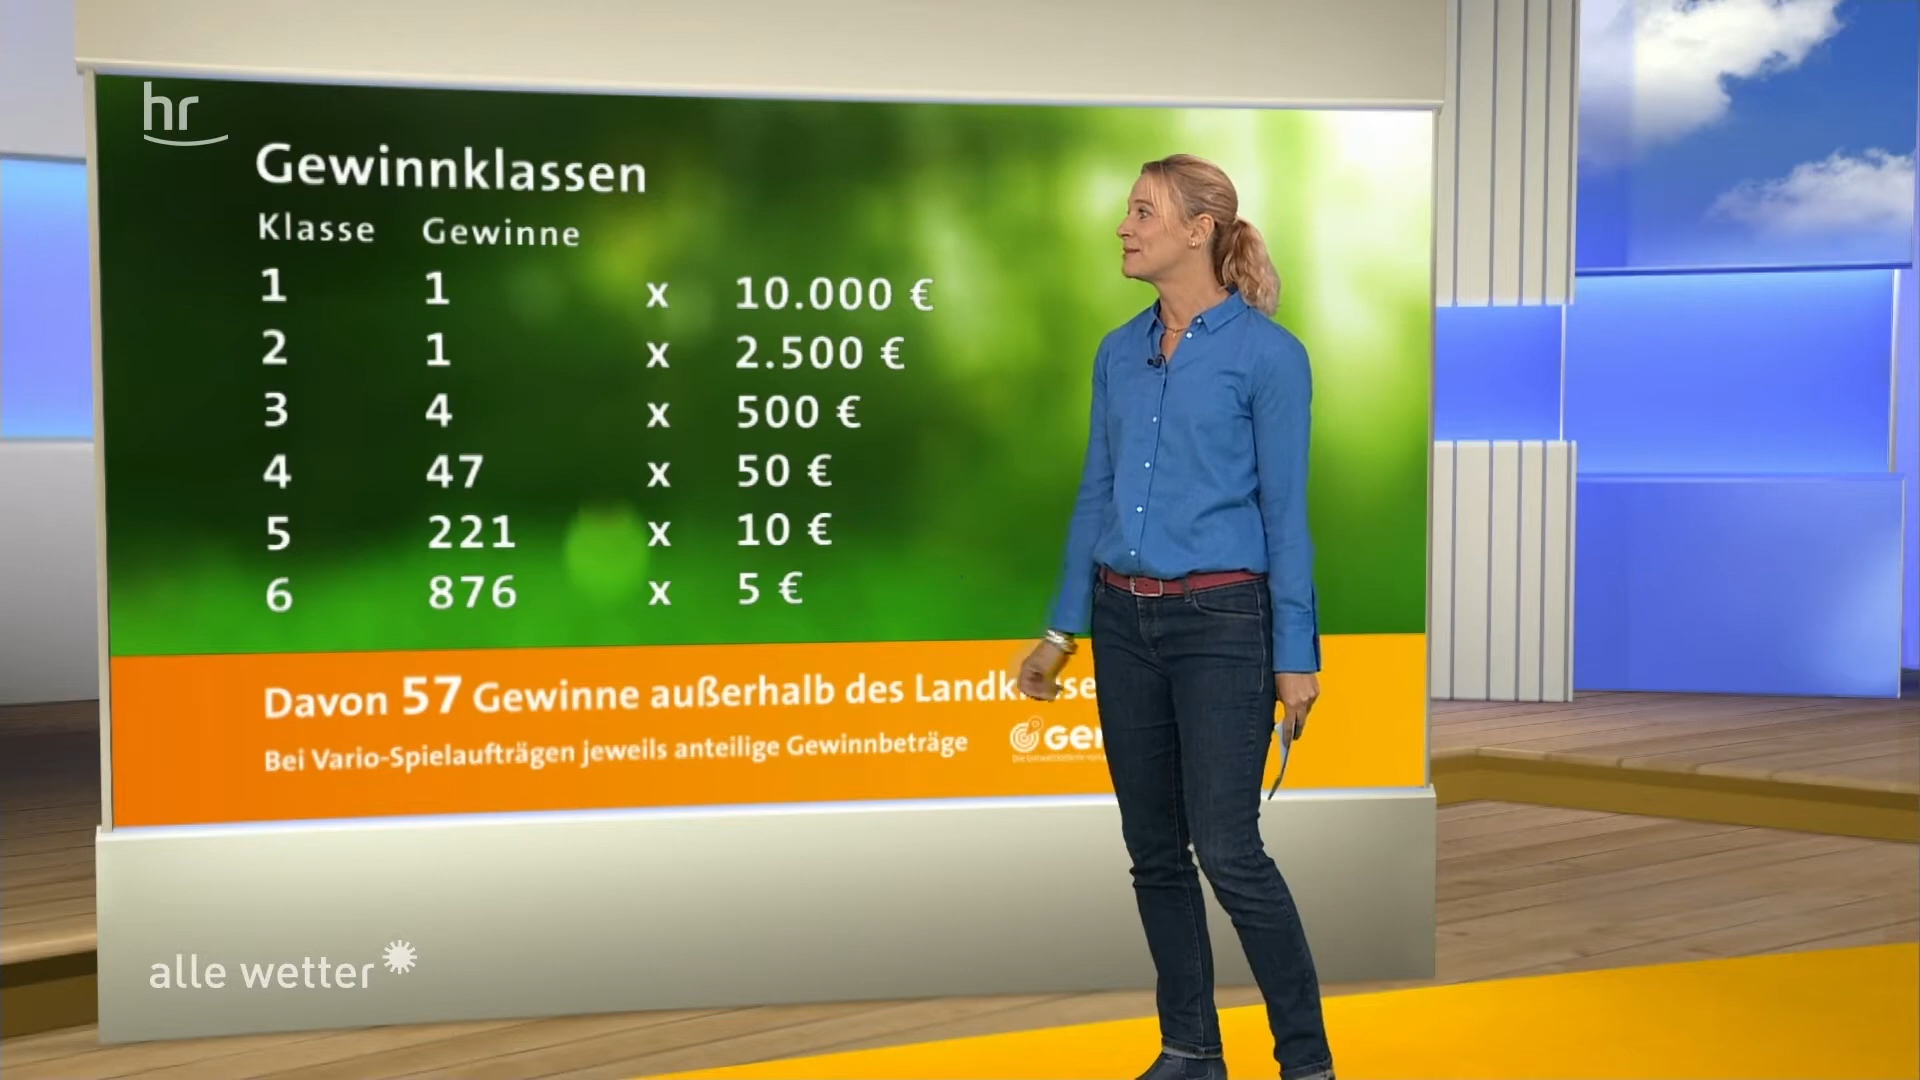 hr
Gewinnklassen
Klasse Gewinne
1 1 x 10.000 €
2 1 x 2.500 €
3 4 x 500 €
4 47 x 50 €
5 221 x 10 €
6 876 x 5 €
Davon 57 Gewinne außerhalb des
Bei Vario-Spielaufträgen jeweils anteilige Gewinnbeträge
alle wetter